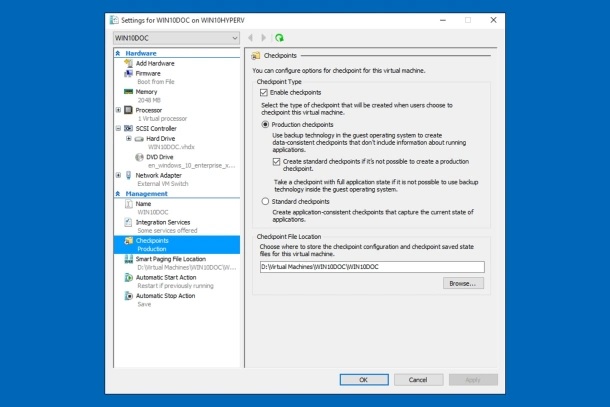 Settings for WIN10DOC on WIN10HYPERV
WIN10DOC
Hardware
Add Hardware
Firmware
Boot from File
Memory
2048 MB
Processor
1 Virtual processor
SCSI Controller
Hard Drive
WIN10DOC.vhdx
DVD Drive
en_windows_10_enterprise_v...
Network Adapter
External VM Switch
Management
Name
WIN10DOC
Integration Services
Some services offered
Checkpoints
Production
Smart Paging File Location
D:\Virtual Machines\WIN10DOC\W...
Automatic Start Action
Restart if previously running
Automatic Stop Action
Save
Checkpoints
You can configure options for checkpoint for this virtual machine.
Checkpoint Type
Enable checkpoints
Select the type of checkpoint that will be created when users choose to
checkpoint this virtual machine.
Production checkpoints
Use backup technology in the guest operating system to create
data-consistent checkpoints that don't include information about running
applications.
Create standard checkpoints if it's not possible to create a production
checkpoint.
Take a checkpoint with full application state if it is not possible to use backup
technology inside the guest operating system.
Standard checkpoints
Create application-consistent checkpoints that capture the current state of
applications.
Checkpoint File Location
Choose where to store the checkpoint configuration and checkpoint saved state
files for this virtual machine.
D:\Virtual Machines\WIN10DOC\WIN10DOC
Browse...
OK
Cancel
Apply